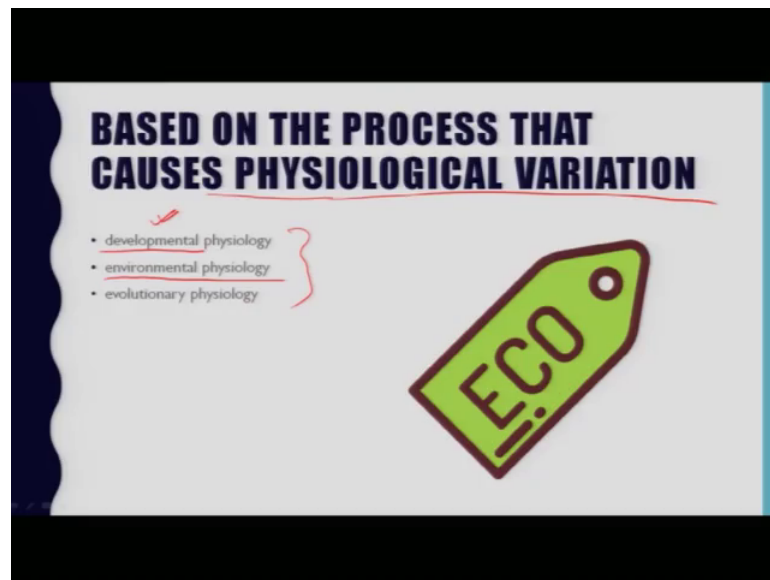 BASED ON THE PROCESS THAT
CAUSES PHYSIOLOGICAL VARIATION
• developmental physiology
• environmental physiology
• evolutionary physiology
ECO